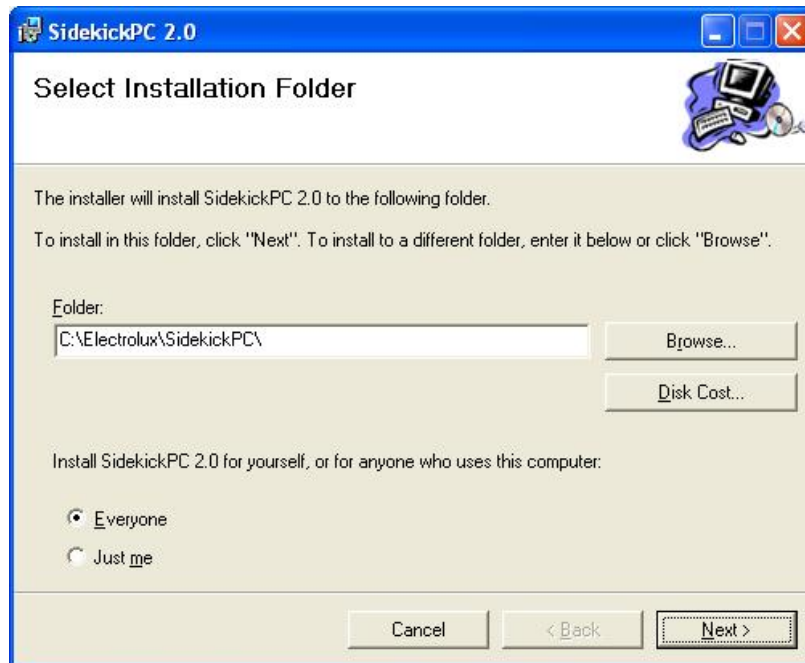 SidekickPC 2.0
Select Installation Folder
The installer will install SidekickPC 2.0 to the following folder.
To install in this folder, click "Next". To install to a different folder, enter it below or click "Browse".
Folder:
C:\Electrolux\SidekickPC\
Browse...
Disk Cost...
Install SidekickPC 2.0 for yourself, or for anyone who uses this computer:
Everyone
Just me
Cancel
< Back
Next >